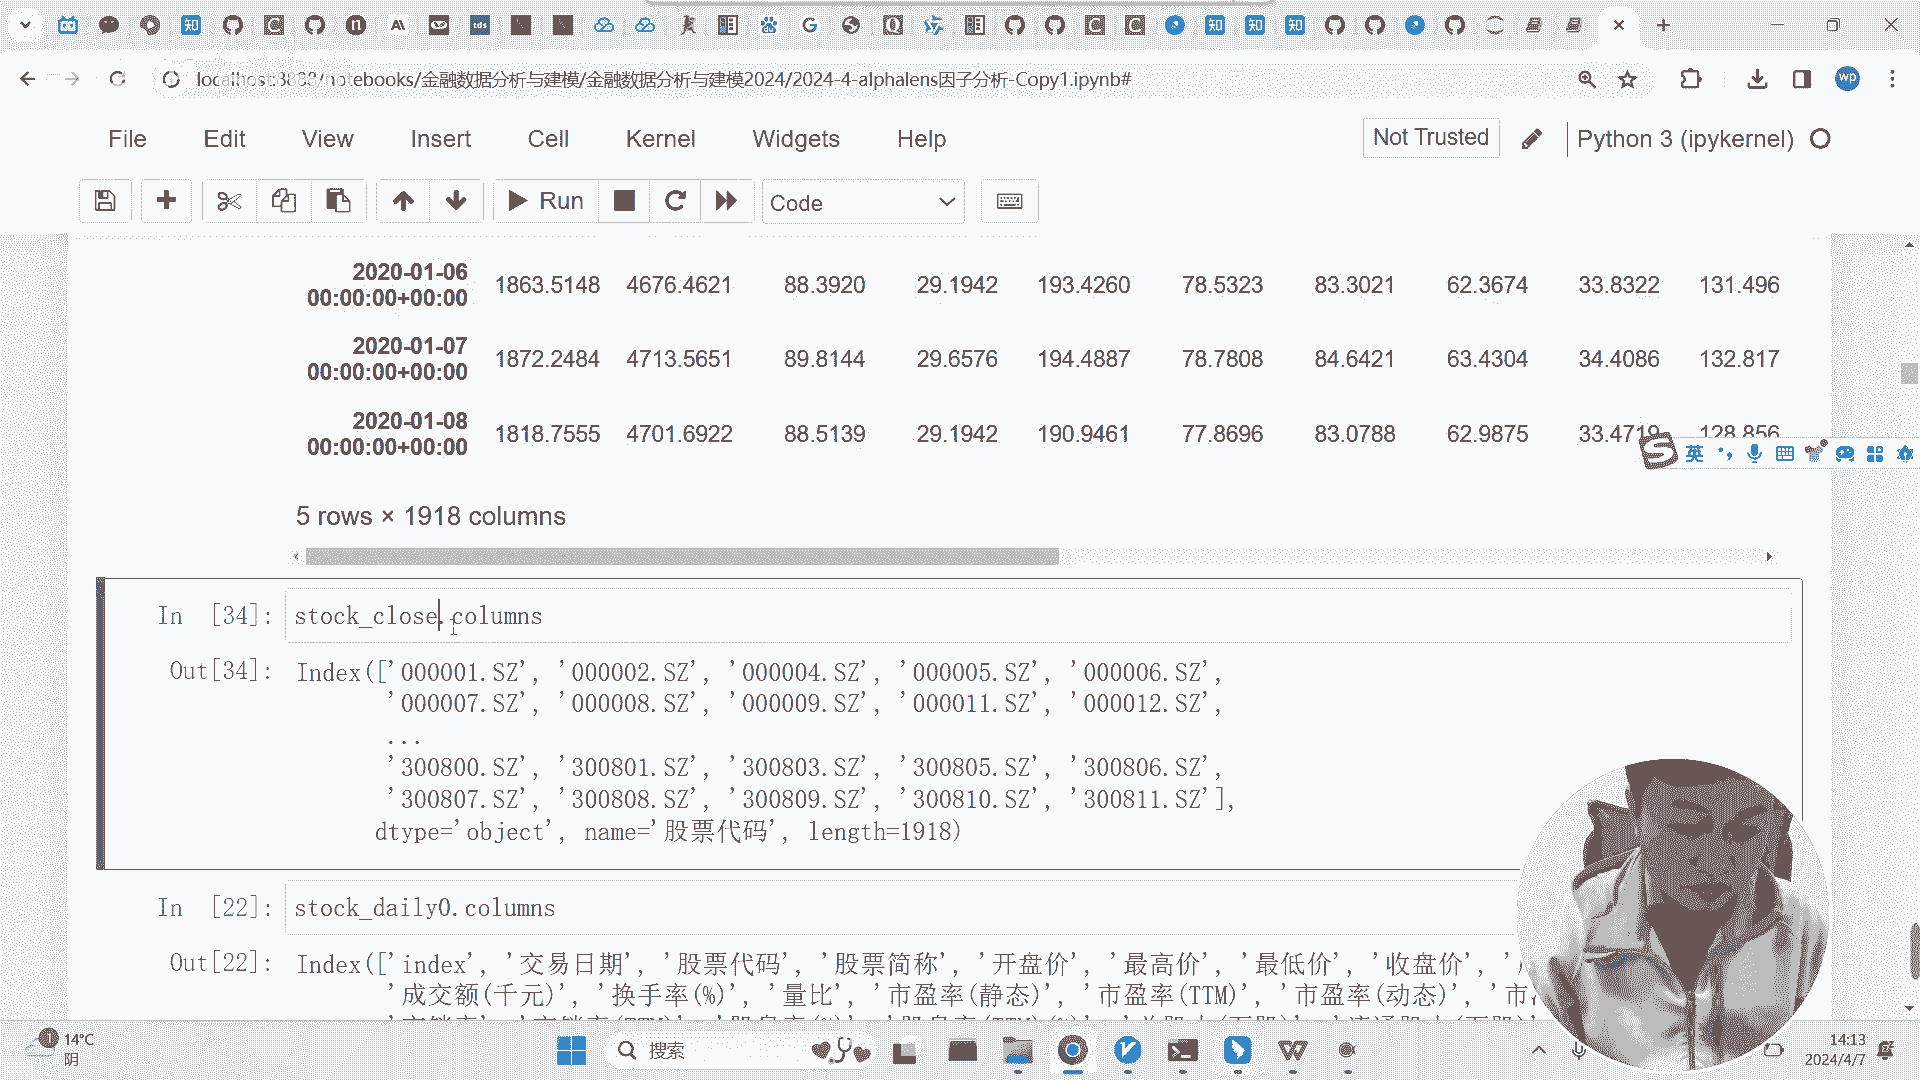 localhost:8888/notebooks/金融数据分析与建模/金融数据分析与建模2024/2024-4-alphalens因子分析-Copy1.ipynb#
File Edit View Insert Cell Kernel Widgets Help Not Trusted Python 3 (ipykernel)
Run Code
2020-01-06 00:00:00+00:00 1863.5148 4676.4621 88.3920 29.1942 193.4260 78.5323 83.3021 62.3674 33.8322 131.496
2020-01-07 00:00:00+00:00 1872.2484 4713.5651 89.8144 29.6576 194.4887 78.7808 84.6421 63.4304 34.4086 132.817
2020-01-08 00:00:00+00:00 1818.7555 4701.6922 88.5139 29.1942 190.9461 77.8696 83.0788 62.9875 33.4719 128.856
英
5 rows × 1918 columns
In [34]: stock_close.columns
Out[34]: Index(['000001.SZ', '000002.SZ', '000004.SZ', '000005.SZ', '000006.SZ',
'000007.SZ', '000008.SZ', '000009.SZ', '000011.SZ', '000012.SZ',
...
'300800.SZ', '300801.SZ', '300803.SZ', '300805.SZ', '300806.SZ',
'300807.SZ', '300808.SZ', '300809.SZ', '300810.SZ', '300811.SZ'],
dtype='object', name='股票代码', length=1918)
In [22]: stock_daily0.columns
Out[22]: Index(['index', '交易日期', '股票代码', '股票简称', '开盘价', '最高价', '最低价', '收盘价', '
'成交额(千元)', '换手率(%)', '量比', '市盈率(静态)', '市盈率(TTM)', '市盈率(动态)', '市
14°C
阴
搜索
14:13
2024/4/7